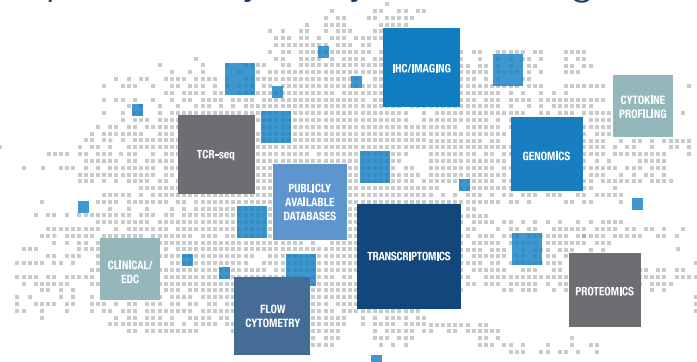 IHC/IMAGING
CYTOKINE
PROFILING
TCR-seq
GENOMICS
PUBLICLY
AVAILABLE
DATABASES
TRANSCRIPTOMICS
CLINICAL/
EDC
PROTEOMICS
FLOW
CYTOMETRY